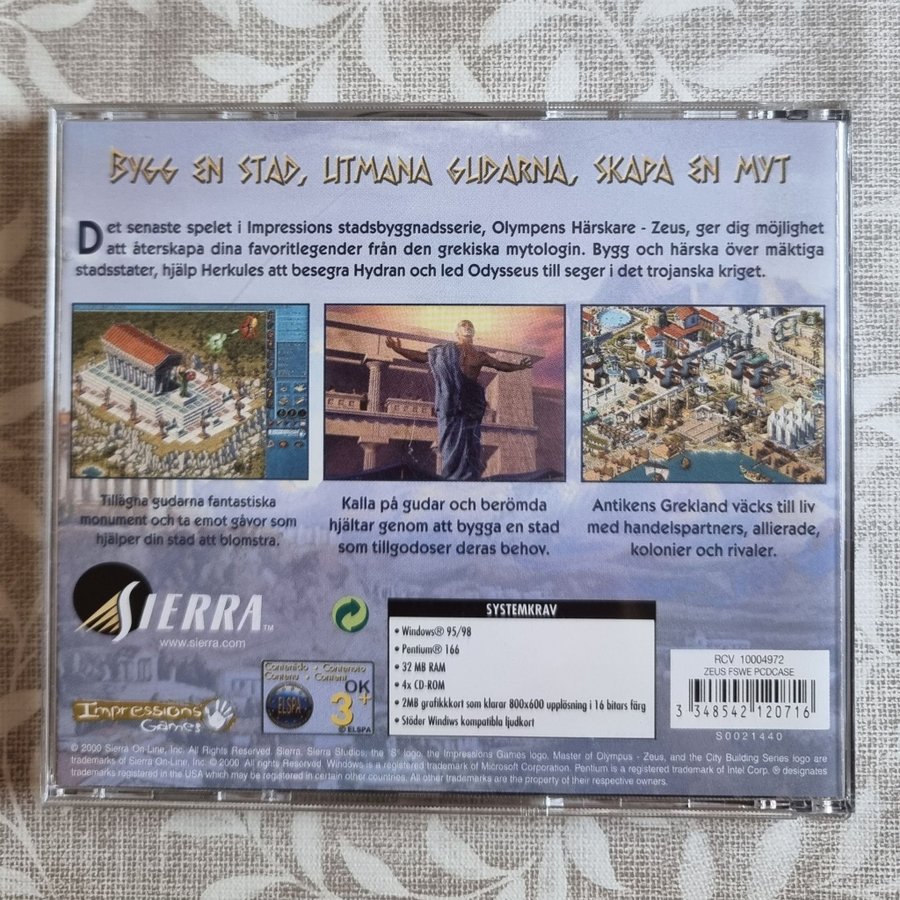 BYGG EN STAD, UTMANA GUDARNA, SKAPA EN MYT
Det senaste spelet i Impressions stadsbyggnadsserie, Olympens Härskare - Zeus, ger dig möjlighet
att återskapa dina favoritlegender från den grekiska mytologin. Bygg och härska över mäktiga
stadsstater, hjälp Herkules att besegra Hydran och led Odysseus till seger i det trojanska kriget.
Tillägna gudarna fantastiska
monument och ta emot gåvor som
hjälper din stad att blomstra.
Kalla på gudar och berömda
hjältar genom att bygga en stad
som tillgodoser deras behov.
Antikens Grekland väcks till liv
med handelspartners, allierade,
kolonier och rivaler.
SIERRA™
www.sierra.com
Impressions
Games
Contenido • Contenuto
Contenu • Content
ELSPA
OK
3+
© ELSPA
SYSTEMKRAV
• Windows® 95/98
• Pentium® 166
• 32 MB RAM
• 4x CD-ROM
• 2MB grafikkkort som klarar 800x600 upplösning i 16 bitars färg
• Stöder Windiws kompatibla ljudkort
RCV 10004972
ZEUS FSWE PCDCASE
3 348542 120716
S0021440
© 2000 Sierra On-Line, Inc. All Rights Reserved. Sierra, Sierra Studios, the 'S' logo, the Impressions Games logo, Master of Olympus - Zeus, and the City Building Series logo are
trademarks of Sierra On-Line, Inc. © 2000. All rights Reserved. Windows is a registered trademark of Microsoft Corporation. Pentium is a registered trademark of Intel Corp. ® designates
trademarks registered in the USA which may be registered in certain other countries. All other trademarks are the property of their respective owners.